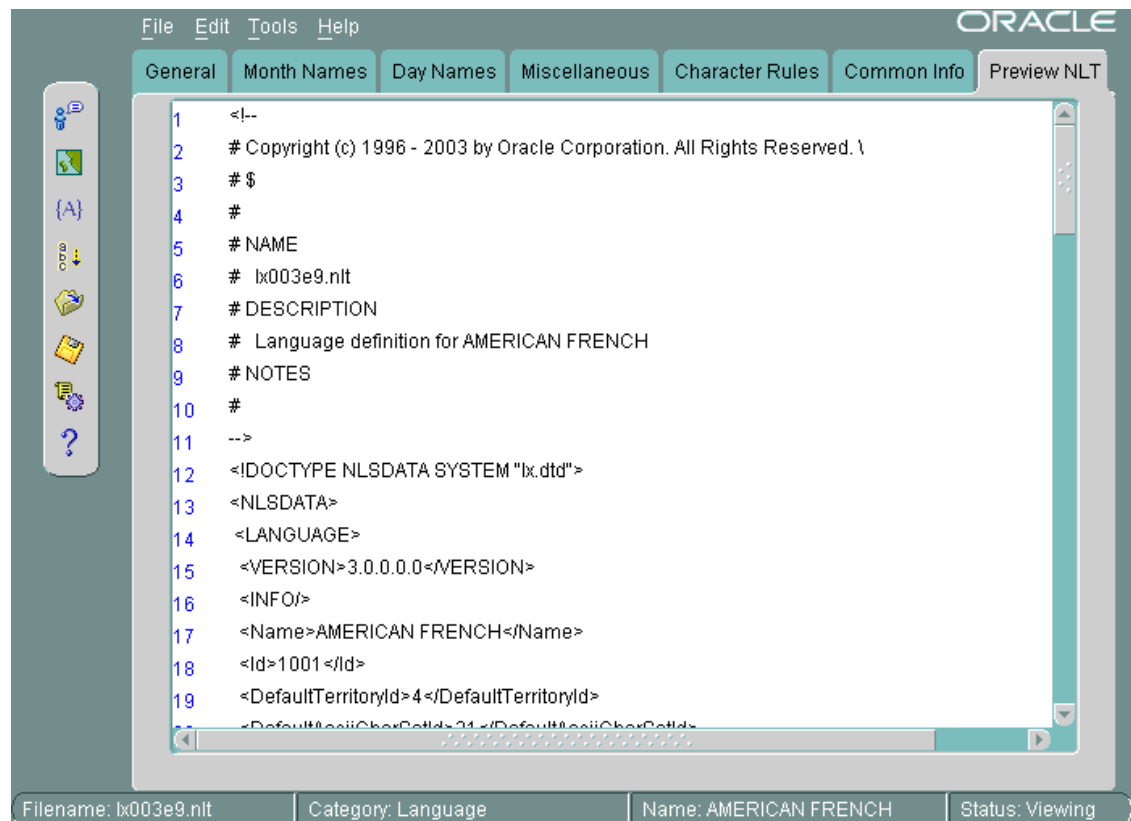 File Edit Tools Help
ORACLE
General Month Names Day Names Miscellaneous Character Rules Common Info Preview NLT
1 <!--
2 # Copyright (c) 1996 - 2003 by Oracle Corporation. All Rights Reserved. \
3 # $
4 #
5 # NAME
6 # lx003e9.nlt
7 # DESCRIPTION
8 # Language definition for AMERICAN FRENCH
9 # NOTES
10 #
11 -->
12 <!DOCTYPE NLSDATA SYSTEM "lx.dtd">
13 <NLSDATA>
14 <LANGUAGE>
15 <VERSION>3.0.0.0.0</VERSION>
16 <INFO/>
17 <Name>AMERICAN FRENCH</Name>
18 <Id>1001</Id>
19 <DefaultTerritoryId>4</DefaultTerritoryId>
{A}
a
b
c
?
Filename: lx003e9.nlt Category: Language Name: AMERICAN FRENCH Status: Viewing